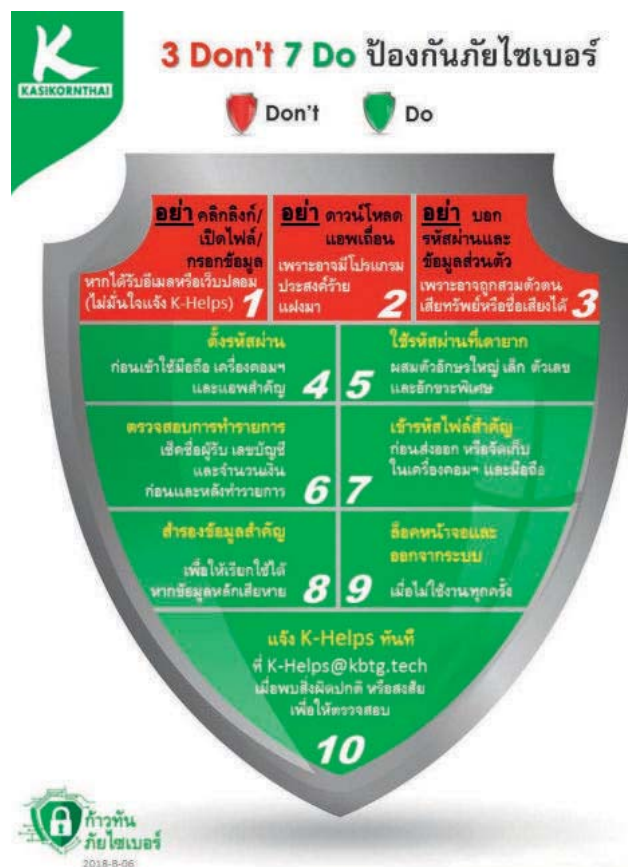 KASIKORNTHAI
3 Don't 7 Do ป้องกันภัยไซเบอร์
Don't
Do
อย่า คลิกลิงก์/
เปิดไฟล์/
กรอกข้อมูล
หากได้รับอีเมลหรือเว็บปลอม
(ไม่มั่นใจแจ้ง K-Helps)
1
อย่า ดาวน์โหลด
แอพเถื่อน
เพราะอาจมีโปรแกรม
ประสงค์ร้าย
แฝงมา
2
อย่า บอก
รหัสผ่านและ
ข้อมูลส่วนตัว
เพราะอาจถูกสวมตัวตน
เสียทรัพย์หรือชื่อเสียงได้
3
ตั้งรหัสผ่าน
ก่อนเข้าใช้มือถือ เครื่องคอมฯ
และแอพสำคัญ
4
ใช้รหัสผ่านที่เดายาก
ผสมตัวอักษรใหญ่ เล็ก ตัวเลข
และอักขระพิเศษ
5
ตรวจสอบการทำรายการ
เช็คชื่อผู้รับ เลขบัญชี
และจำนวนเงิน
ก่อนและหลังทำรายการ
6
เข้ารหัสไฟล์สำคัญ
ก่อนส่งออก หรือจัดเก็บ
ในเครื่องคอมฯ และมือถือ
7
สำรองข้อมูลสำคัญ
เพื่อให้เรียกใช้ได้
หากข้อมูลหลักเสียหาย
8
ล็อคหน้าจอและ
ออกจากระบบ
เมื่อไม่ใช้งานทุกครั้ง
9
แจ้ง K-Helps ทันที
ที่ K-Helps@kbtg.tech
เมื่อพบสิ่งผิดปกติ หรือสงสัย
เพื่อให้ตรวจสอบ
10
ก้าวทัน
ภัยไซเบอร์
2018-8-06